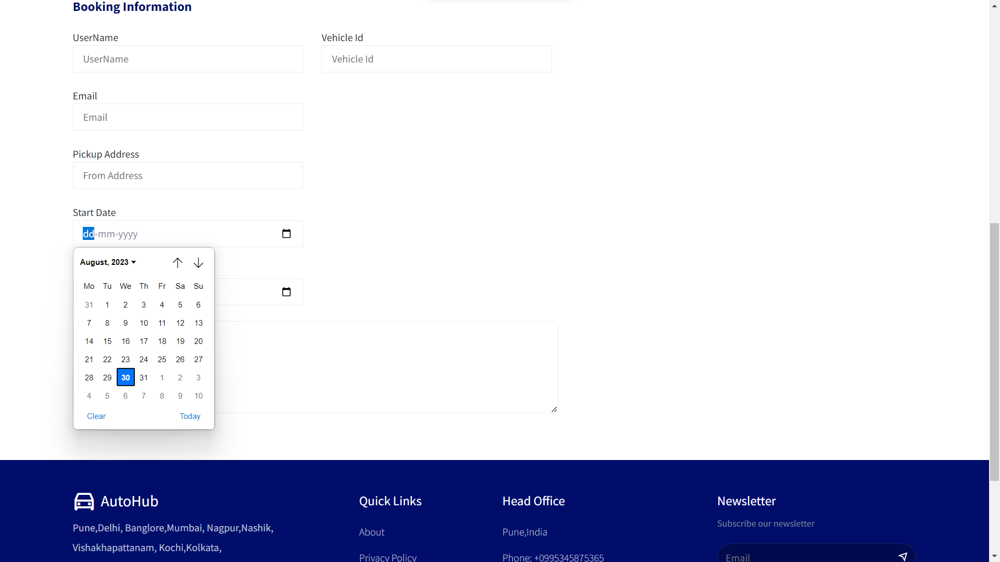 Booking Information
UserName
Vehicle Id
UserName
Vehicle Id
Email
Email
Pickup Address
From Address
Start Date
dd-mm-yyyy
August, 2023
Mo Tu We Th Fr Sa Su
31 1 2 3 4 5 6
7 8 9 10 11 12 13
14 15 16 17 18 19 20
21 22 23 24 25 26 27
28 29 30 31 1 2 3
4 5 6 7 8 9 10
Clear Today
AutoHub
Pune,Delhi, Banglore,Mumbai, Nagpur,Nashik,
Vishakhapattanam, Kochi,Kolkata,
Quick Links
About
Privacy Policy
Head Office
Pune,India
Phone: +0995345875365
Newsletter
Subscribe our newsletter
Email